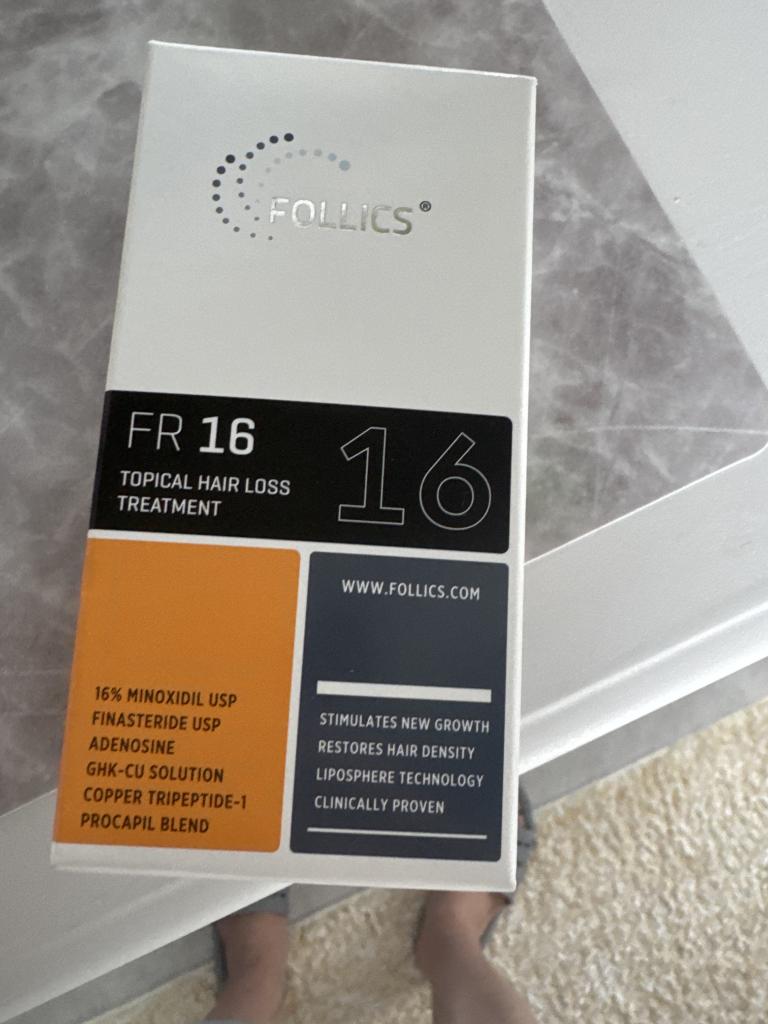 FOLLICS®
FR 16
16
TOPICAL HAIR LOSS
TREATMENT
WWW.FOLLICS.COM
16% MINOXIDIL USP
FINASTERIDE USP
ADENOSINE
GHK-CU SOLUTION
COPPER TRIPEPTIDE-1
PROCAPIL BLEND
STIMULATES NEW GROWTH
RESTORES HAIR DENSITY
LIPOSPHERE TECHNOLOGY
CLINICALLY PROVEN